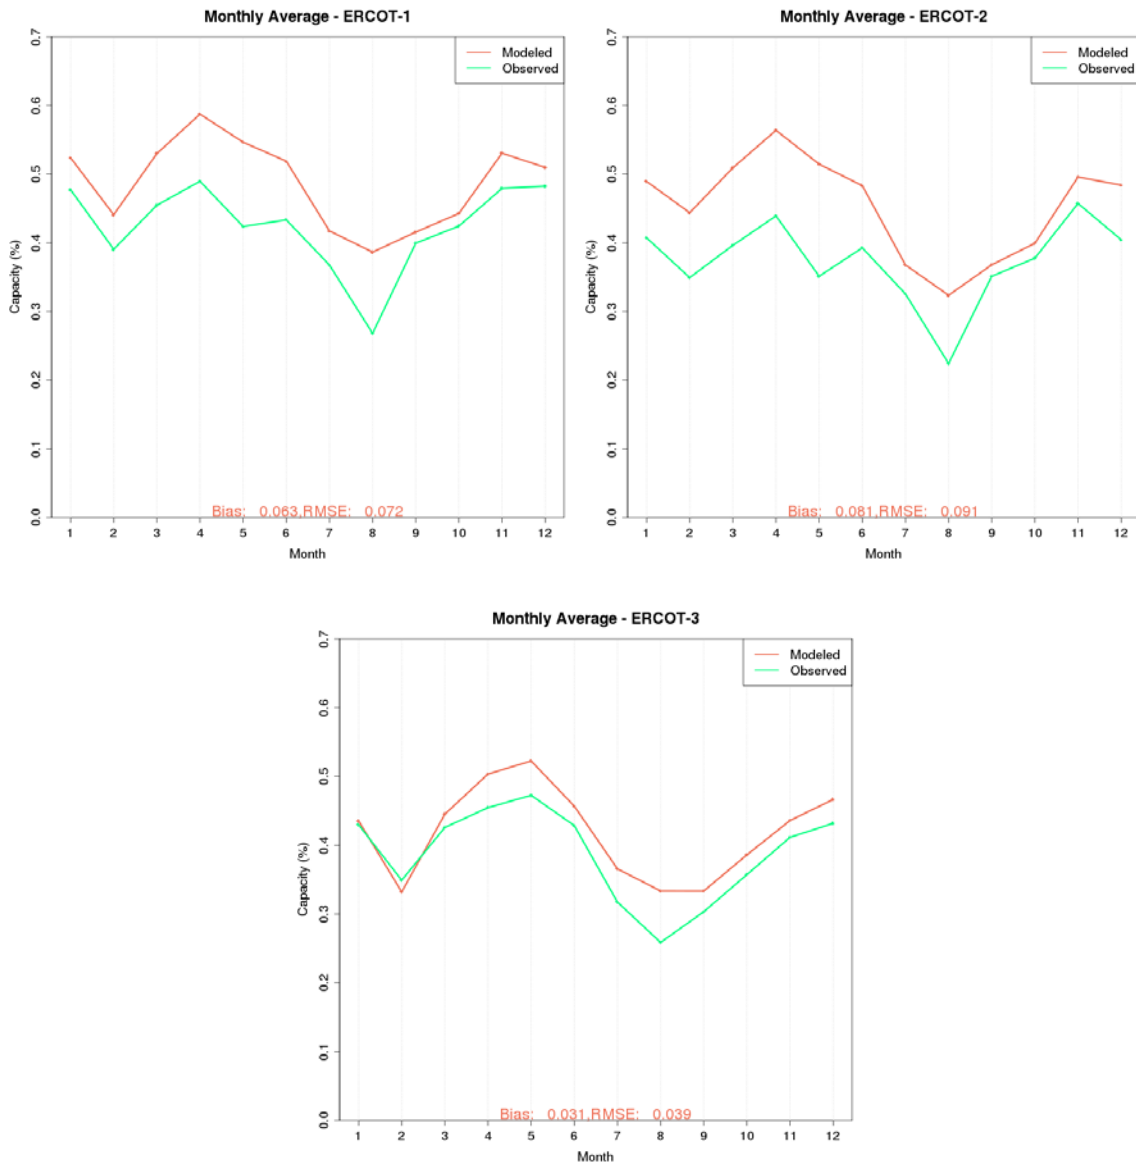 Monthly Average - ERCOT-1
Modeled
Observed
Capacity (%)
0.7
0.6
0.5
0.4
0.3
0.2
0.1
0.0
Bias: 0.063,RMSE: 0.072
1 2 3 4 5 6 7 8 9 10 11 12
Month
Monthly Average - ERCOT-2
Modeled
Observed
Capacity (%)
0.7
0.6
0.5
0.4
0.3
0.2
0.1
0.0
Bias: 0.081,RMSE: 0.091
1 2 3 4 5 6 7 8 9 10 11 12
Month
Monthly Average - ERCOT-3
Modeled
Observed
Capacity (%)
0.7
0.6
0.5
0.4
0.3
0.2
0.1
0.0
Bias: 0.031,RMSE: 0.039
1 2 3 4 5 6 7 8 9 10 11 12
Month